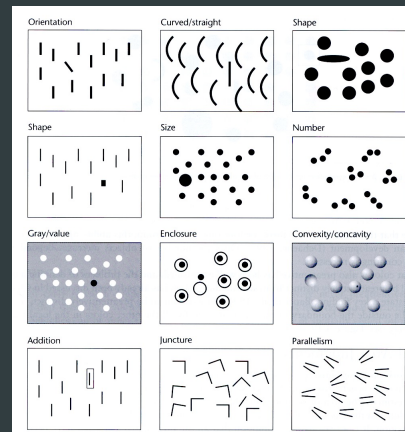 Orientation
Curved/straight
Shape
Shape
Size
Number
Gray/value
Enclosure
Convexity/concavity
Addition
Juncture
Parallelism